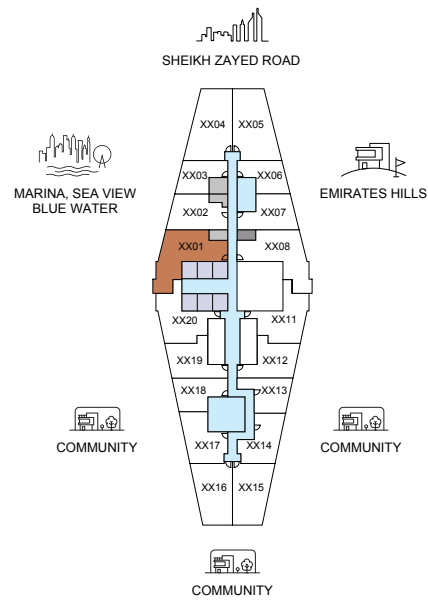 SHEIKH ZAYED ROAD
XX04 XX05
MARINA, SEA VIEW
BLUE WATER
XX03 XX06
EMIRATES HILLS
XX02 XX07
XX01 XX08
XX20 XX11
XX19 XX12
XX18 XX13
COMMUNITY
XX17 XX14
COMMUNITY
XX16 XX15
COMMUNITY